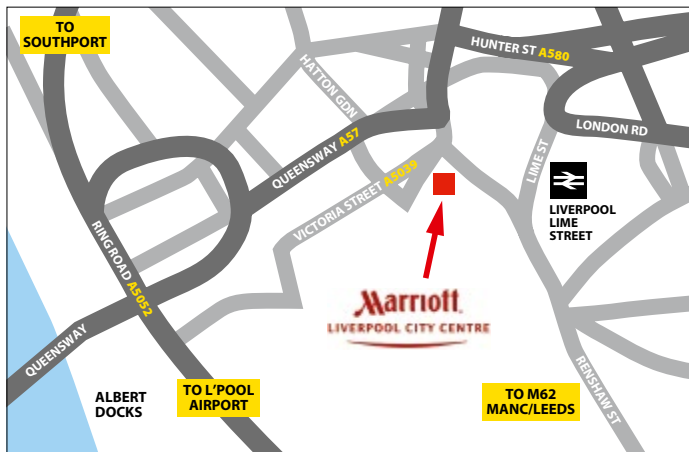 TO
SOUTHPORT
HUNTER ST A580
HATTON GDN
LONDON RD
QUEENSWAY A57
LIME ST
VICTORIA STREET A5039
LIVERPOOL
LIME
STREET
RING ROAD A5052
Marriott.
LIVERPOOL CITY CENTRE
QUEENSWAY
RENSHAW ST
ALBERT
DOCKS
TO L'POOL
AIRPORT
TO M62
MANC/LEEDS